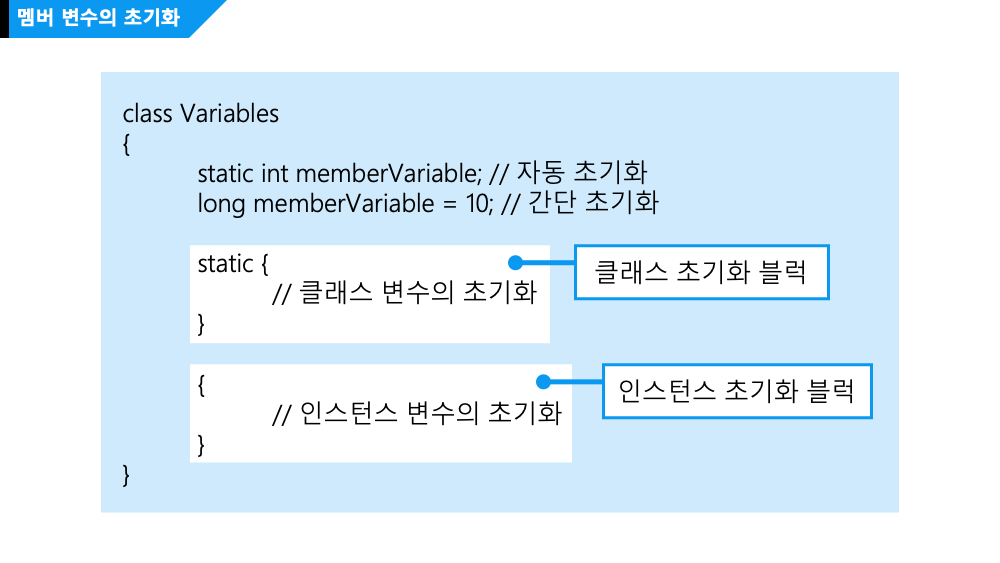 멤버 변수의 초기화
class Variables
{
static int memberVariable; // 자동 초기화
long memberVariable = 10; // 간단 초기화
static {
// 클래스 변수의 초기화
}
클래스 초기화 블럭
{
// 인스턴스 변수의 초기화
}
인스턴스 초기화 블럭
}